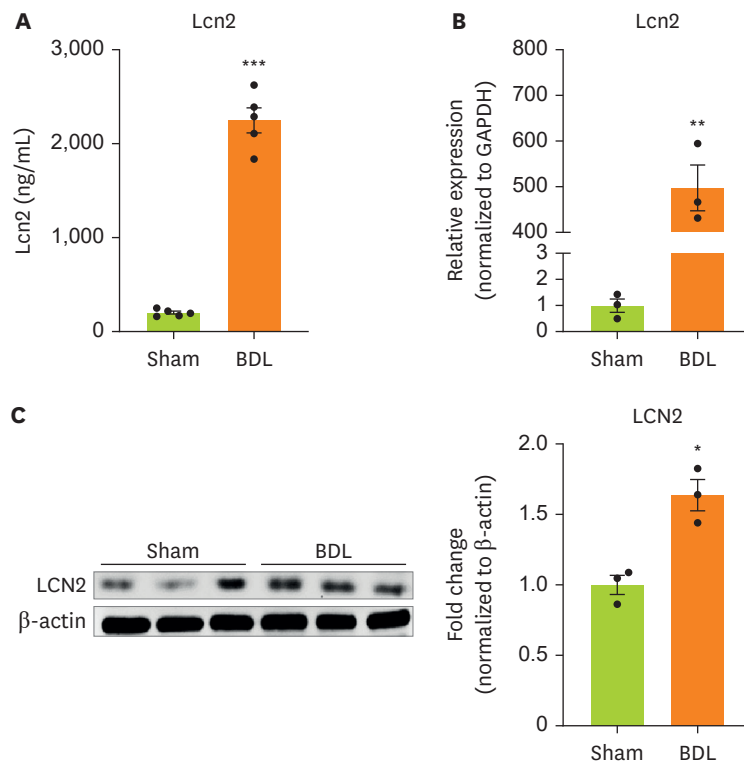 A
Lcn2
Lcn2 (ng/mL)
3,000
2,000
1,000
0
***
Sham
BDL
B
Lcn2
Relative expression
(normalized to GAPDH)
800
700
600
500
400
3
2
1
0
**
Sham
BDL
C
Sham
BDL
LCN2
β-actin
LCN2
Fold change
(normalized to β-actin)
2.0
1.5
1.0
0.5
0
*
Sham
BDL